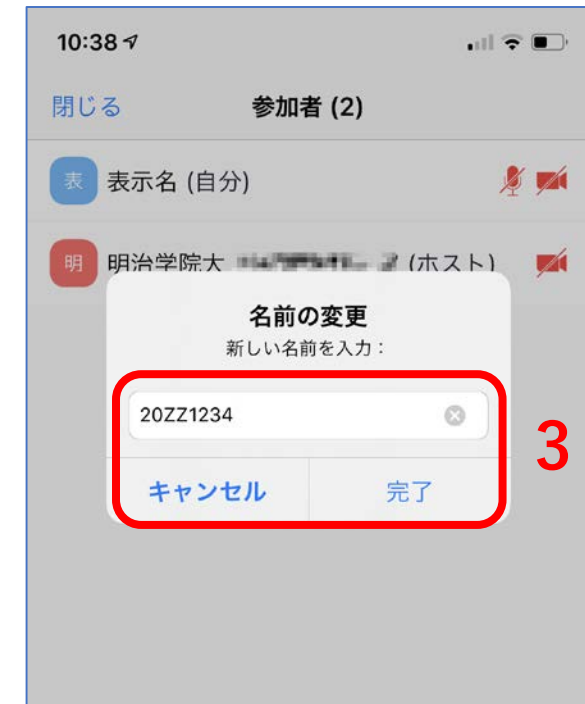 10:38
閉じる 参加者 (2)
表 表示名 (自分)
明 明治学院大 (ホスト)
名前の変更
新しい名前を入力：
20ZZ1234
3
キャンセル 完了